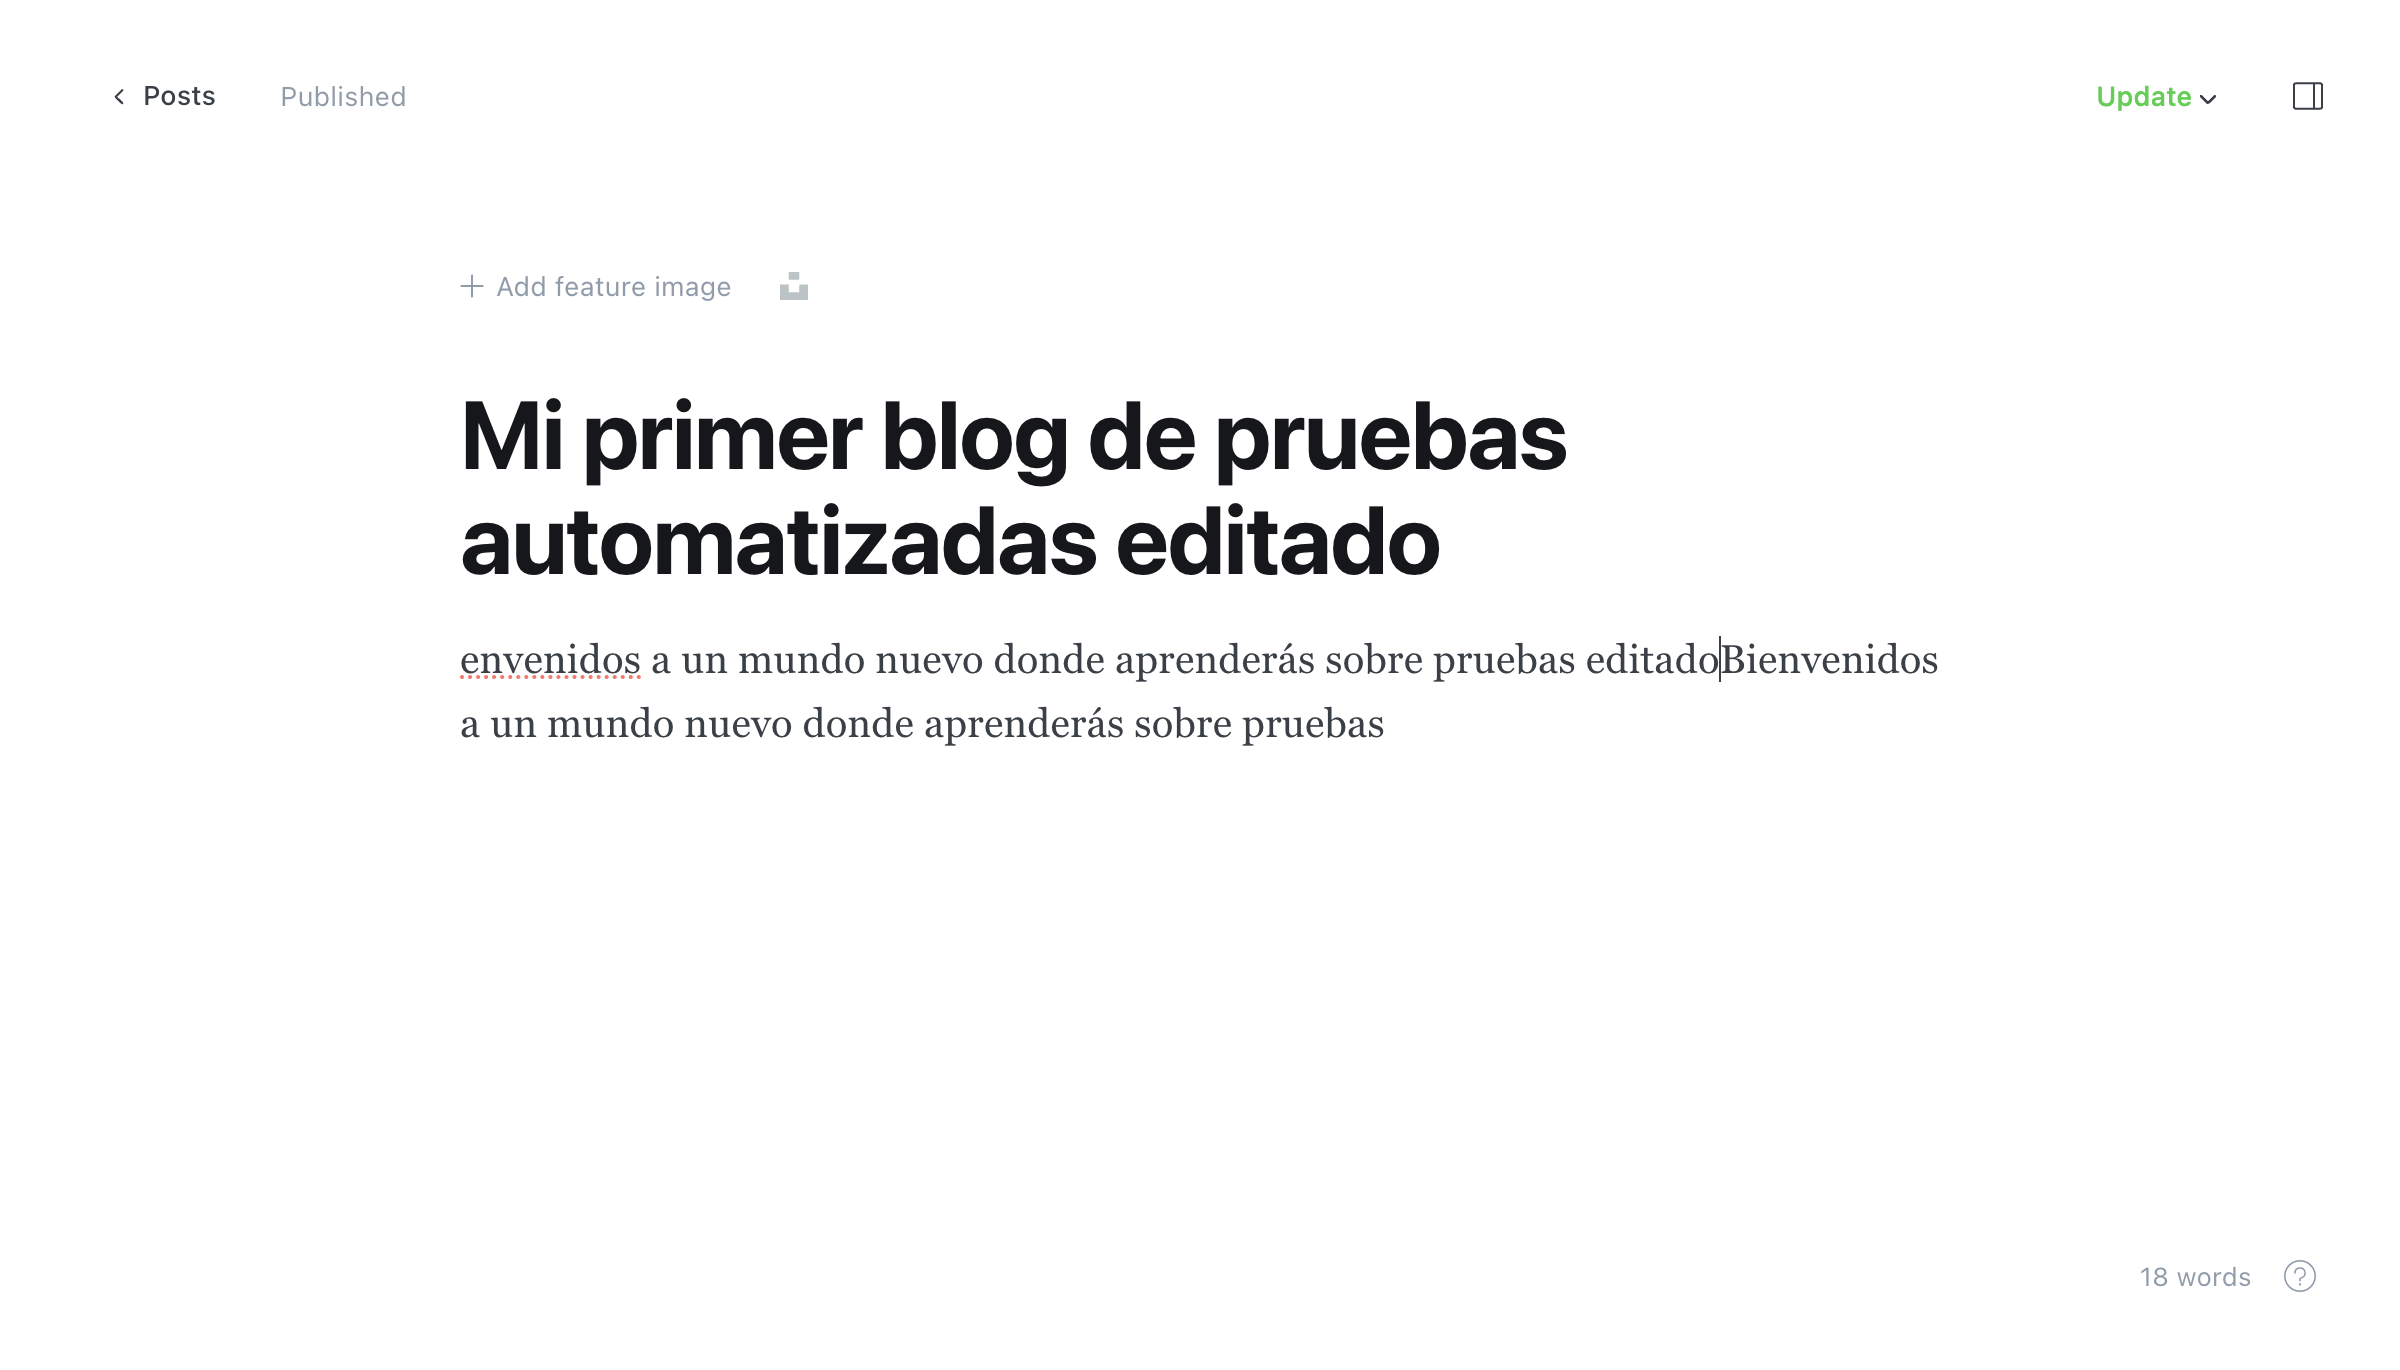 Posts
Published
Update
Add feature image
Mi primer blog de pruebas
automatizadas editado
envenidos a un mundo nuevo donde aprenderás sobre pruebas editadoBienvenidos
a un mundo nuevo donde aprenderás sobre pruebas
18 words
?